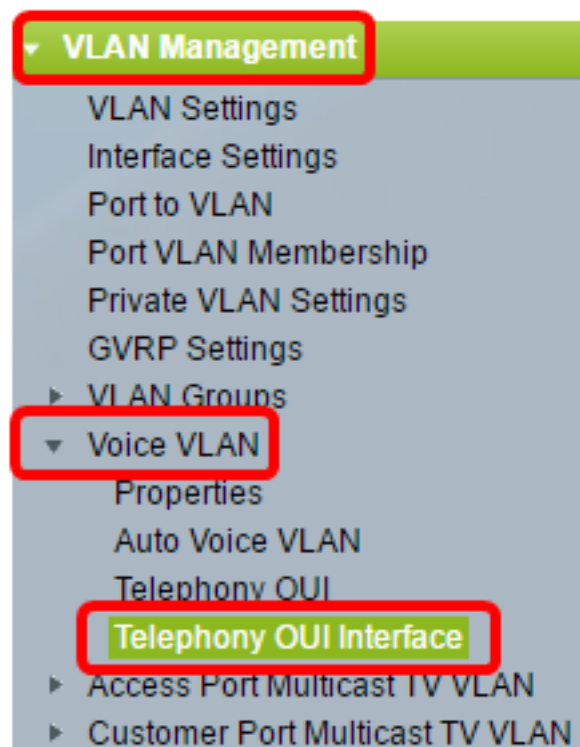 VLAN Management
VLAN Settings
Interface Settings
Port to VLAN
Port VLAN Membership
Private VLAN Settings
GVRP Settings
VLAN Groups
Voice VLAN
Properties
Auto Voice VLAN
Telephony OUI
Telephony OUI Interface
Access Port Multicast TV VLAN
Customer Port Multicast TV VLAN